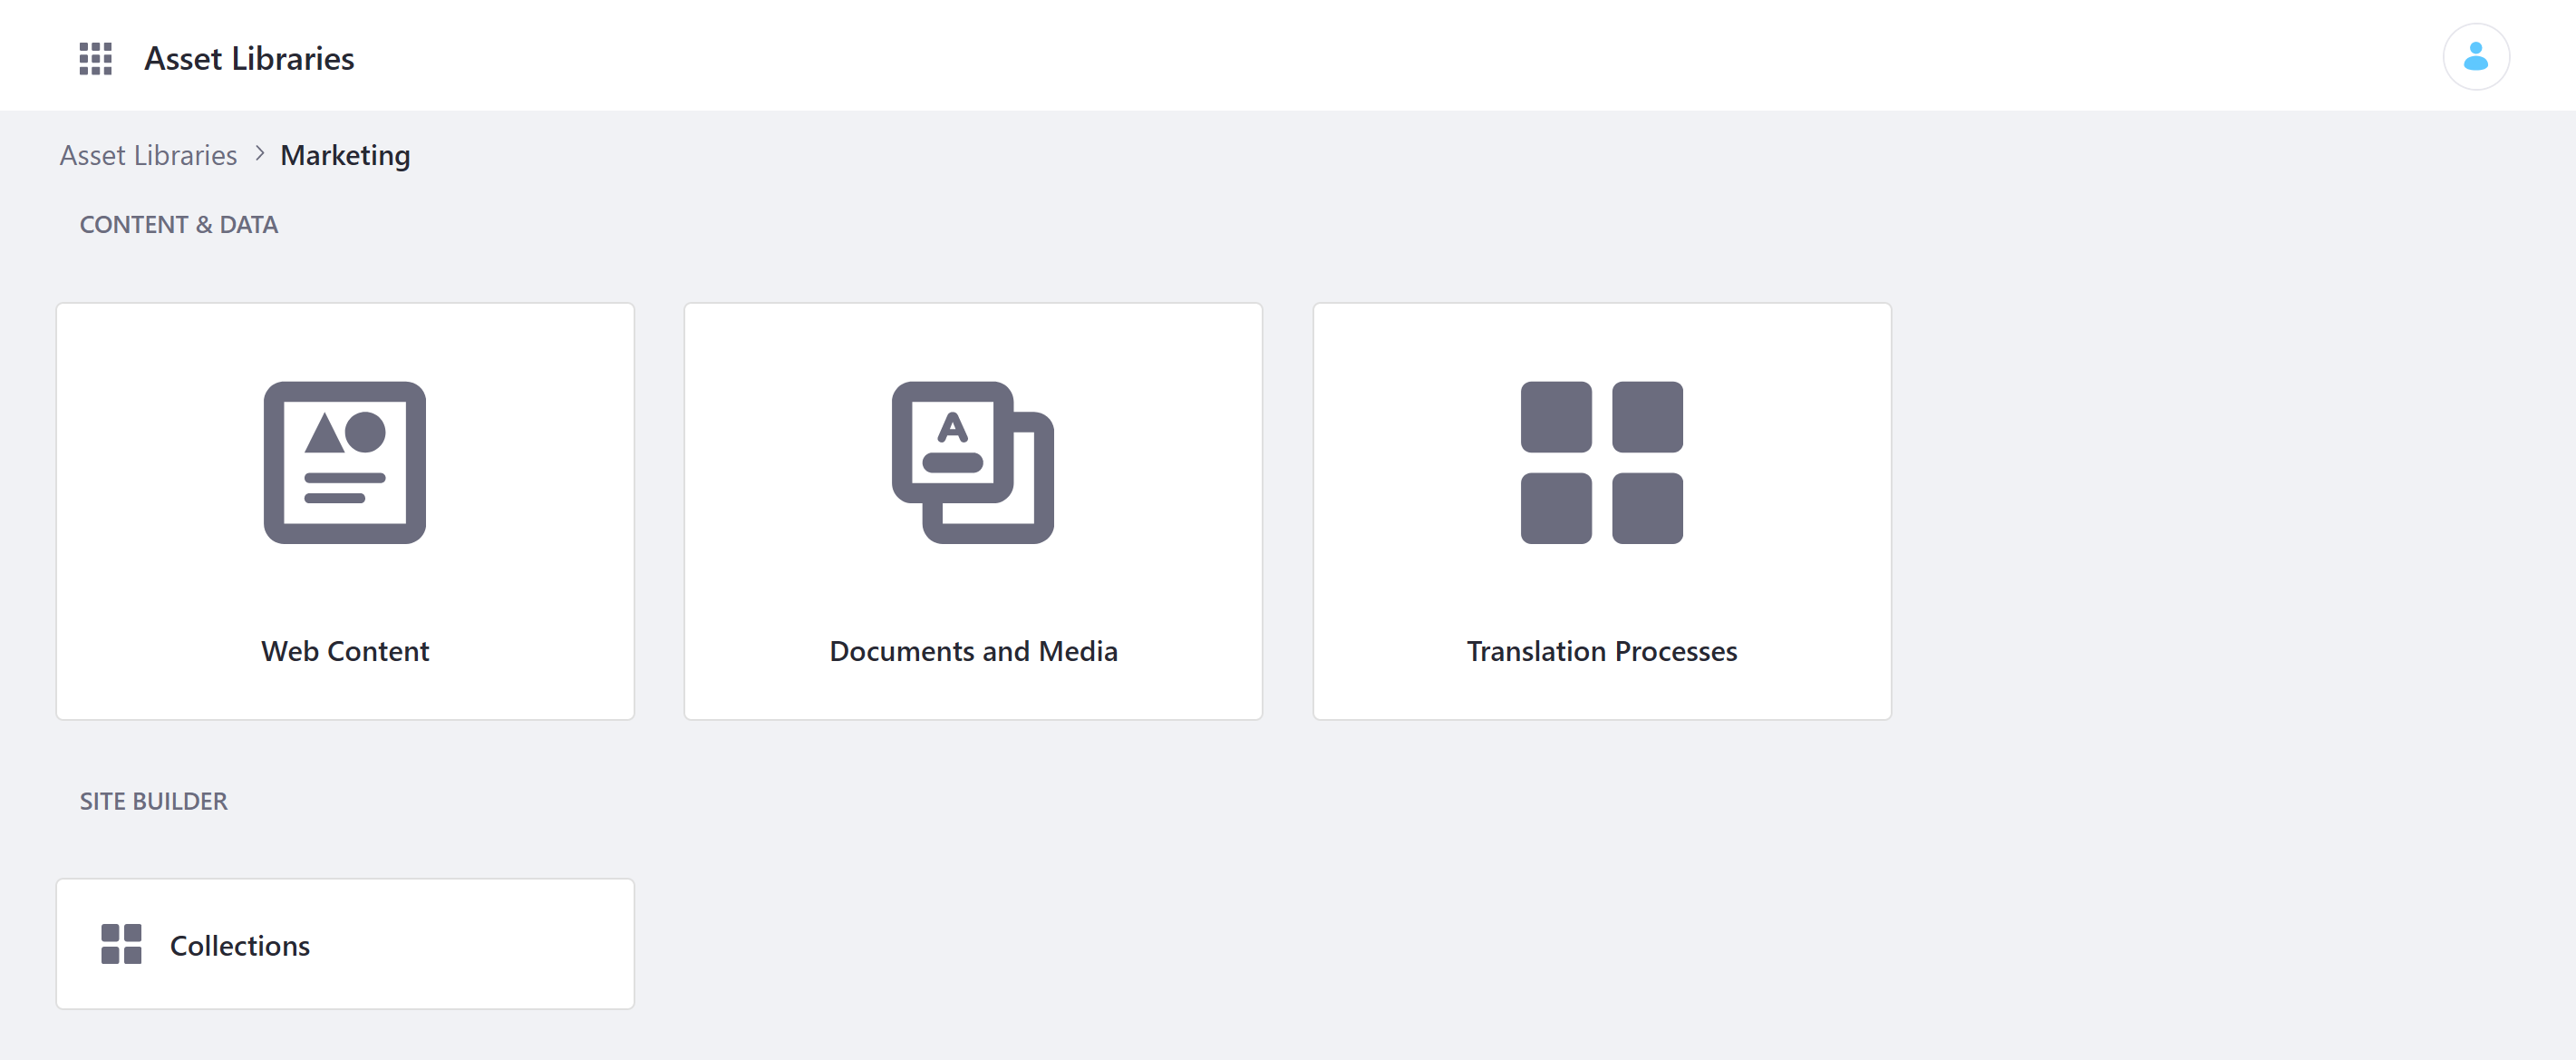 Asset Libraries
Asset Libraries > Marketing
CONTENT & DATA
Web Content
Documents and Media
Translation Processes
SITE BUILDER
Collections